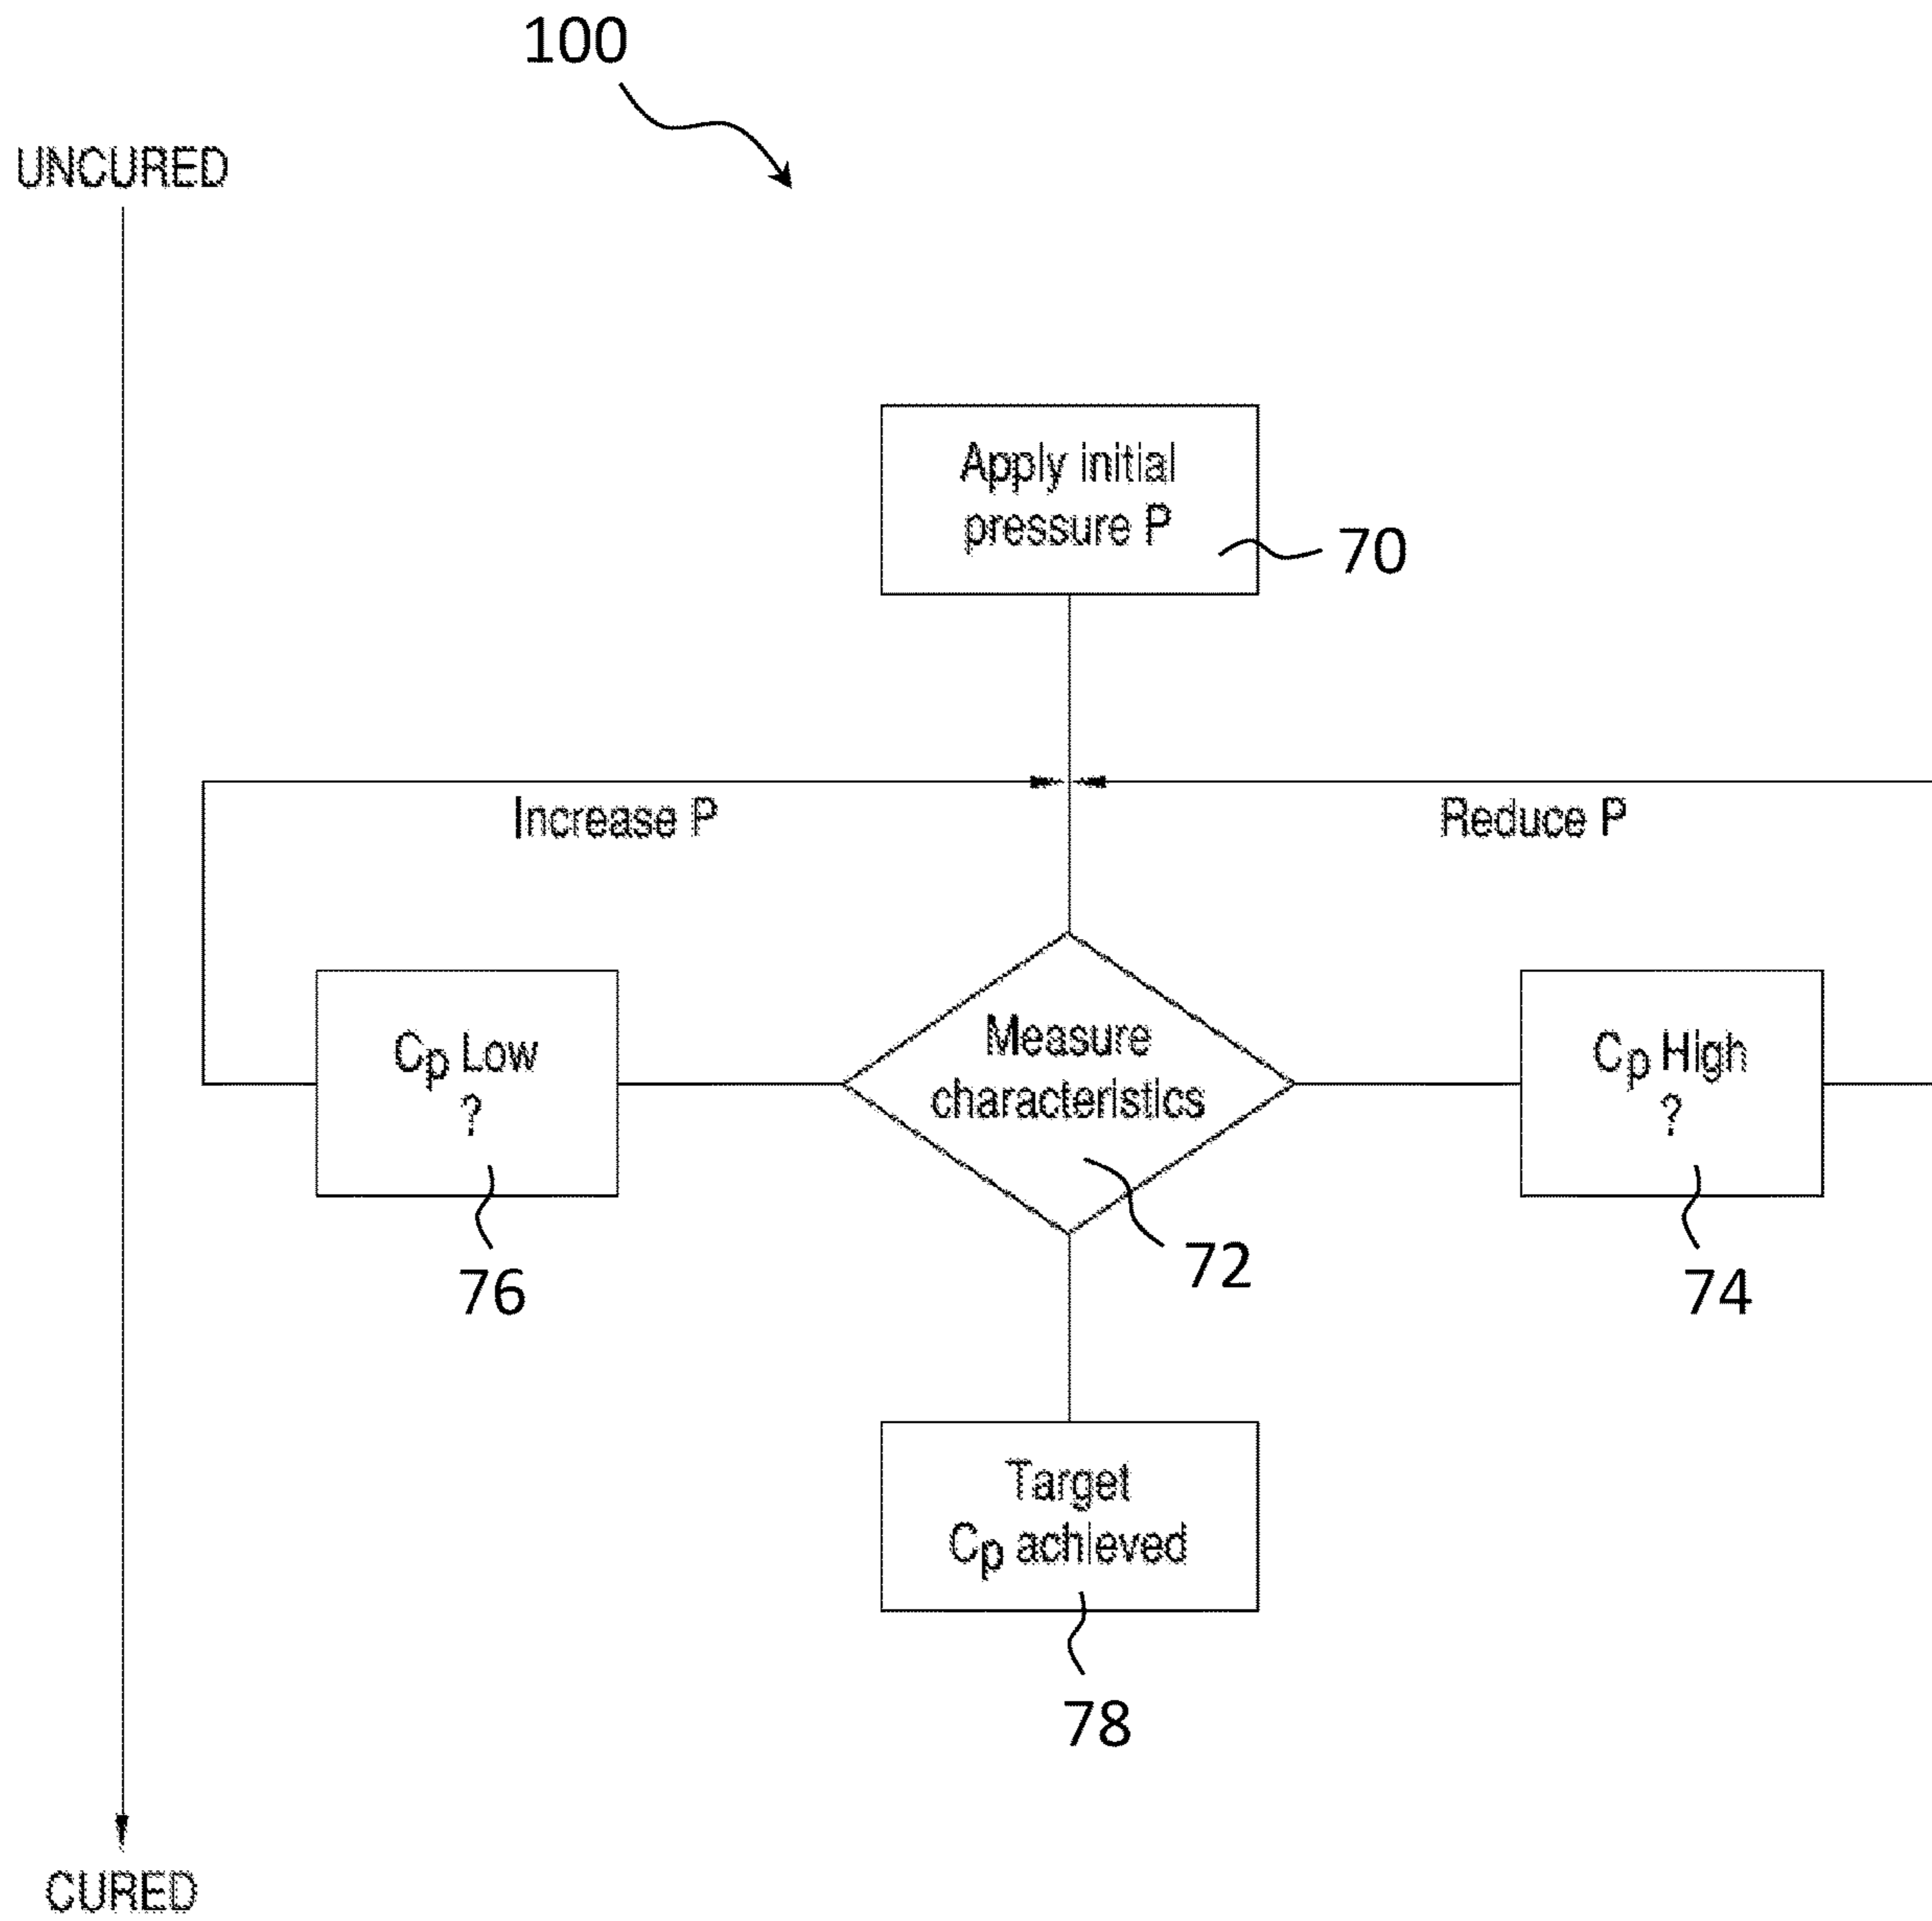 100
UNCURED
Apply initial
pressure P
70
Increase P
Reduce P
Cp Low
?
76
Measure
characteristics
72
Cp High
?
74
Target
Cp achieved
78
CURED